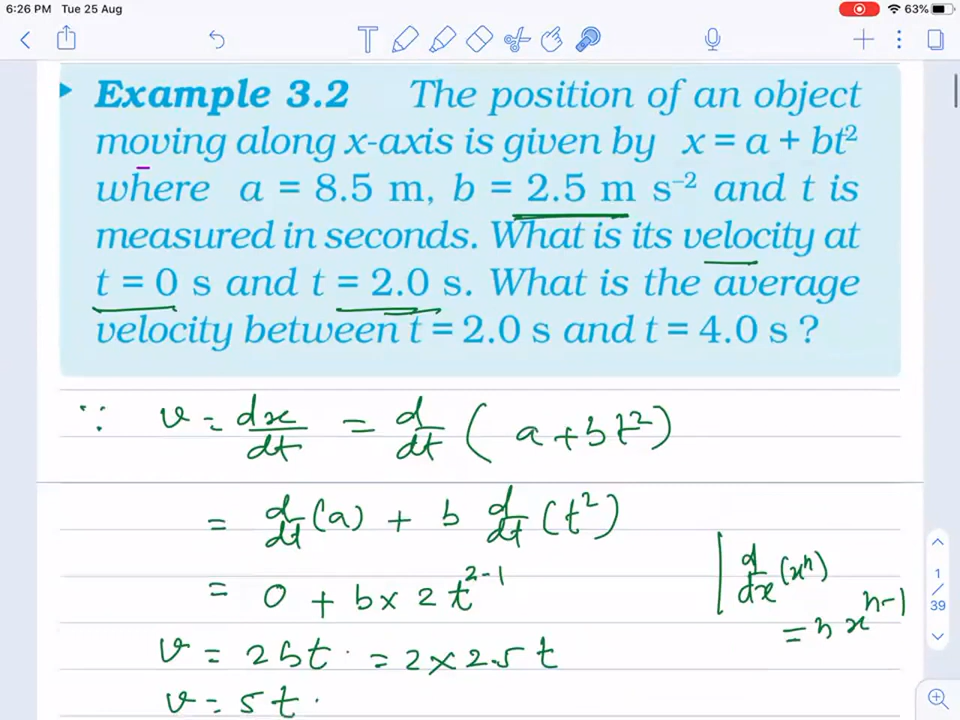 6:26 PM Tue 25 Aug 63%
Example 3.2 The position of an object
moving along x-axis is given by x = a + bt²
where a = 8.5 m, b = 2.5 m s⁻² and t is
measured in seconds. What is its velocity at
t = 0 s and t = 2.0 s. What is the average
velocity between t = 2.0 s and t = 4.0 s ?
∵ v = dx/dt = d/dt ( a + bt² )
= d/dt (a) + b d/dt (t²)
= 0 + b × 2 t²⁻¹
d/dx (xⁿ)
= n xⁿ⁻¹
v = 2bt . = 2 × 2.5 t
v = 5t .
1
/
39